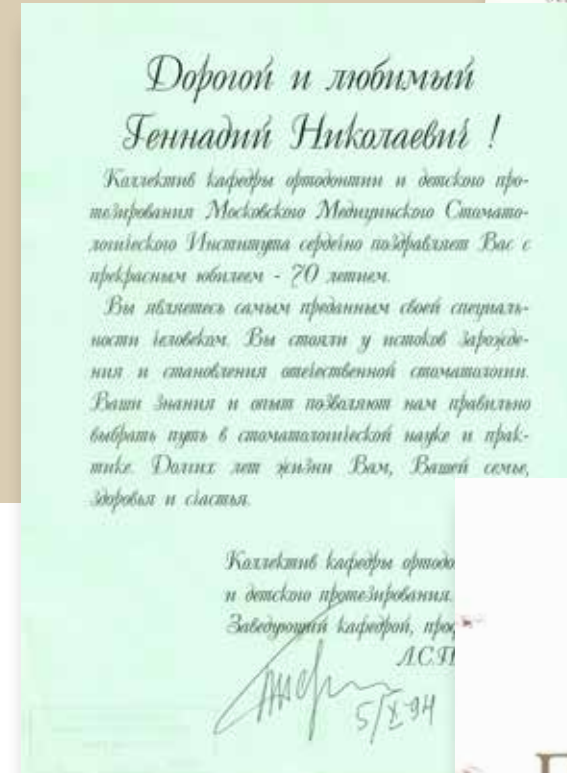 Дорогой и любимый
Геннадий Николаевич !
Коллектив кафедры ортодонтии и детского про-
тезирования Московского Медицинского Стомато-
логического Института сердечно поздравляет Вас с
прекрасным юбилеем - 70 летием.
Вы являетесь самым преданным своей специаль-
ности человеком. Вы стояли у истоков зарожде-
ния и становления отечественной стоматологии.
Ваши знания и опыт позволяют нам правильно
выбрать путь в стоматологической науке и прак-
тике. Долгих лет жизни Вам, Вашей семье,
здоровья и счастья.
Коллектив кафедры ортодо
и детского протезирования.
Заведующий кафедрой, проф
Л.С.П
5/X 94